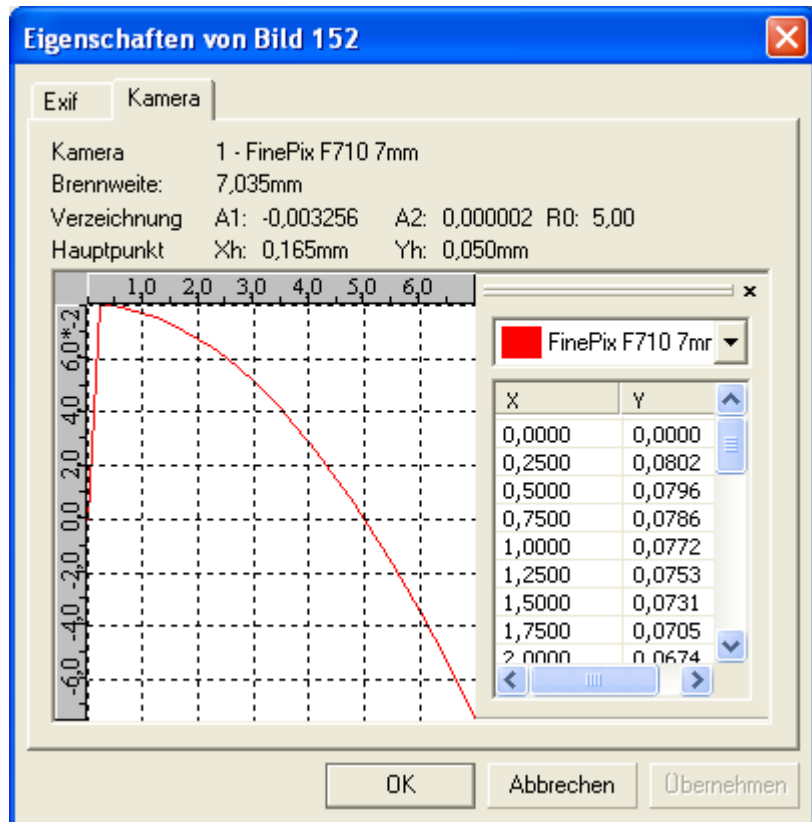 Eigenschaften von Bild 152
Exif Kamera
Kamera 1 - FinePix F710 7mm
Brennweite: 7,035mm
Verzeichnung A1: -0,003256 A2: 0,000002 R0: 5,00
Hauptpunkt Xh: 0,165mm Yh: 0,050mm
1,0 2,0 3,0 4,0 5,0 6,0
6,0*-2
4,0
2,0
0,0
-2,0
-4,0
-6,0
FinePix F710 7mr
X Y
0,0000 0,0000
0,2500 0,0802
0,5000 0,0796
0,7500 0,0786
1,0000 0,0772
1,2500 0,0753
1,5000 0,0731
1,7500 0,0705
2,0000 0,0674
OK Abbrechen Übernehmen